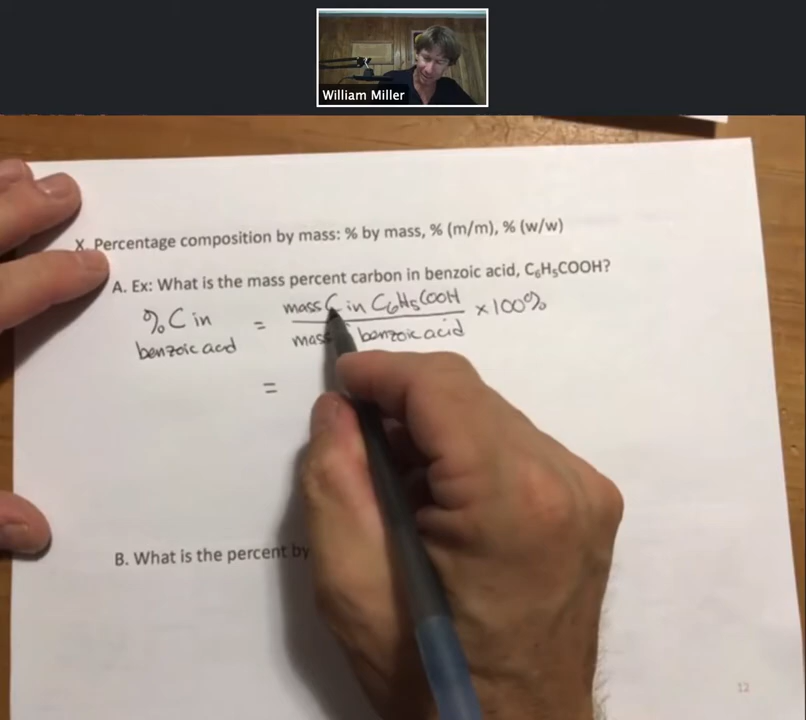 William Miller
X. Percentage composition by mass: % by mass, % (m/m), % (w/w)
A. Ex: What is the mass percent carbon in benzoic acid, C₆H₅COOH?
%C in benzoic acid = mass C in C6H5COOH / mass benzoic acid × 100%
=
B. What is the percent by
12